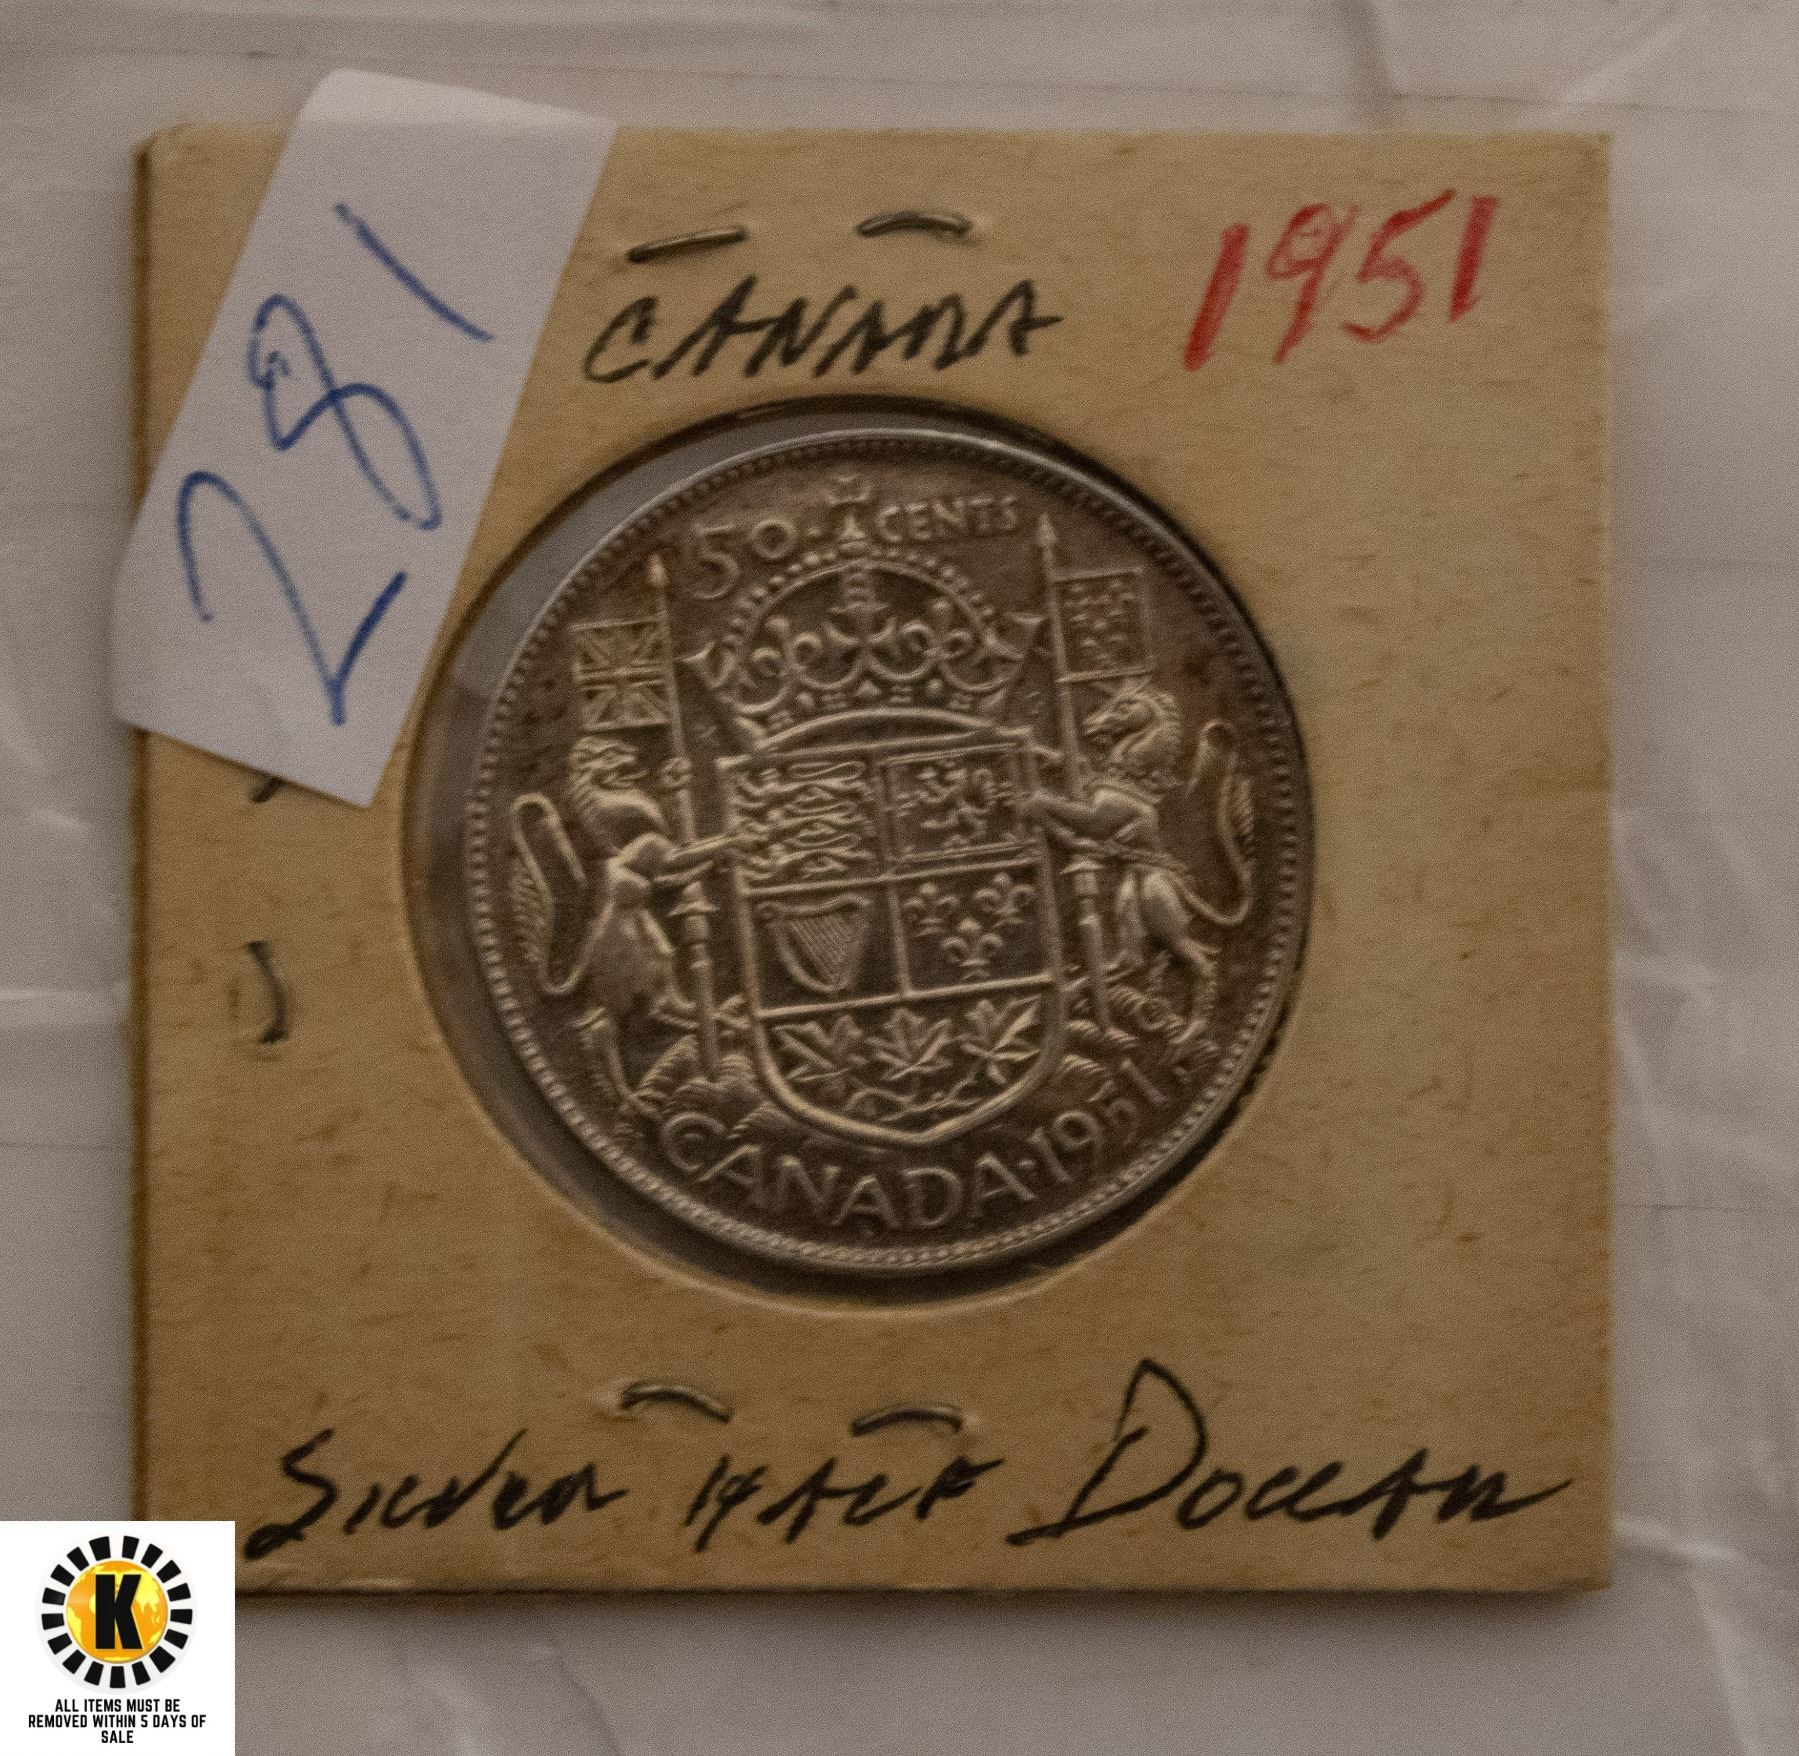 281
CANADA 1951
50 CENTS
CANADA · 1951
SILVER HALF DOLLAR
K
ALL ITEMS MUST BE
REMOVED WITHIN 5 DAYS OF
SALE